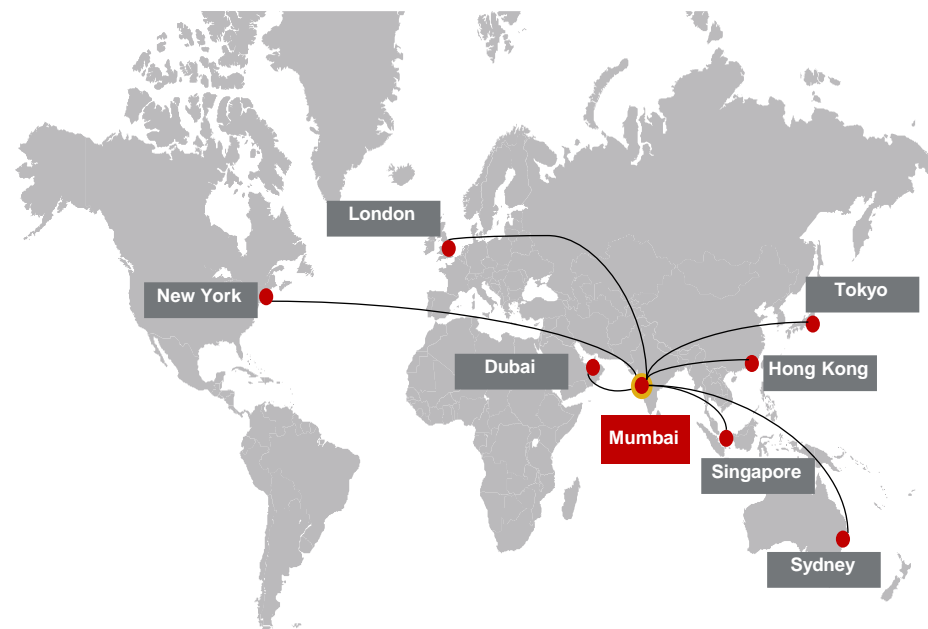 London
New York
Tokyo
Dubai
Hong Kong
Mumbai
Singapore
Sydney